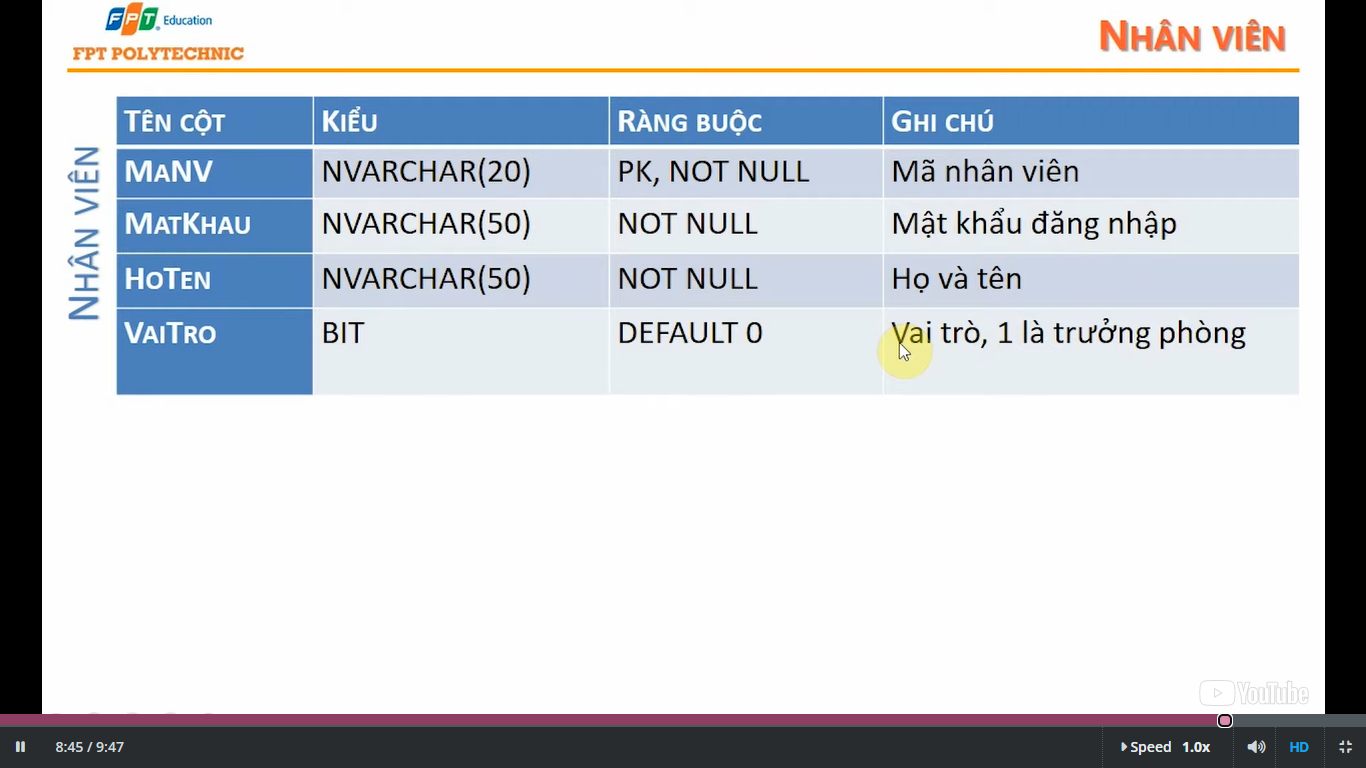 FPT Education
FPT POLYTECHNIC
NHÂN VIÊN
NHÂN VIÊN
TÊN CỘT KIỂU RÀNG BUỘC GHI CHÚ
MANV NVARCHAR(20) PK, NOT NULL Mã nhân viên
MATKHAU NVARCHAR(50) NOT NULL Mật khẩu đăng nhập
HOTEN NVARCHAR(50) NOT NULL Họ và tên
VAITRO BIT DEFAULT 0 Vai trò, 1 là trưởng phòng
YouTube
8:45 / 9:47 Speed 1.0x HD